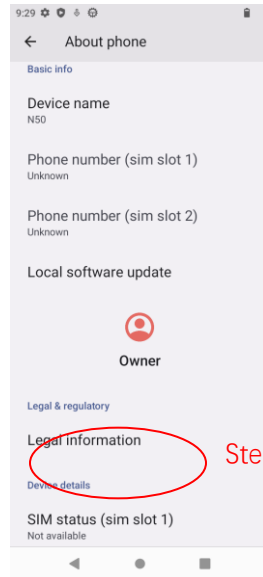 9:29
About phone
Basic info
Device name
N50
Phone number (sim slot 1)
Unknown
Phone number (sim slot 2)
Unknown
Local software update
Owner
Legal & regulatory
Legal information
Ste
Device details
SIM status (sim slot 1)
Not available